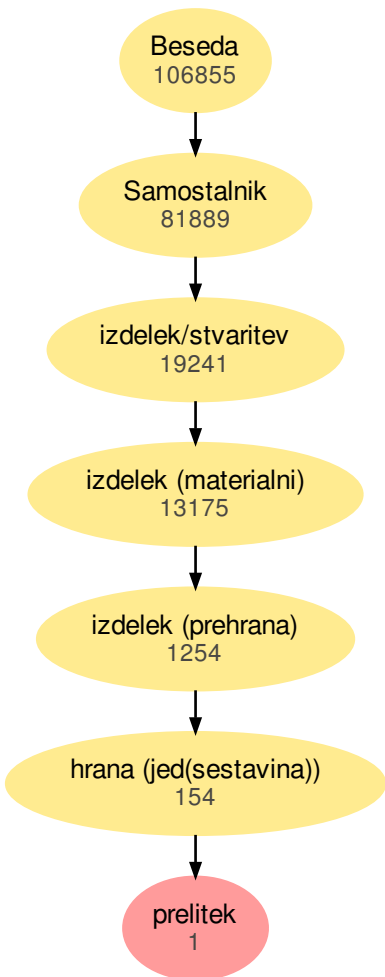 Beseda
106855
Samostalnik
81889
izdelek/stvaritev
19241
izdelek (materialni)
13175
izdelek (prehrana)
1254
hrana (jed(sestavina))
154
prelitek
1